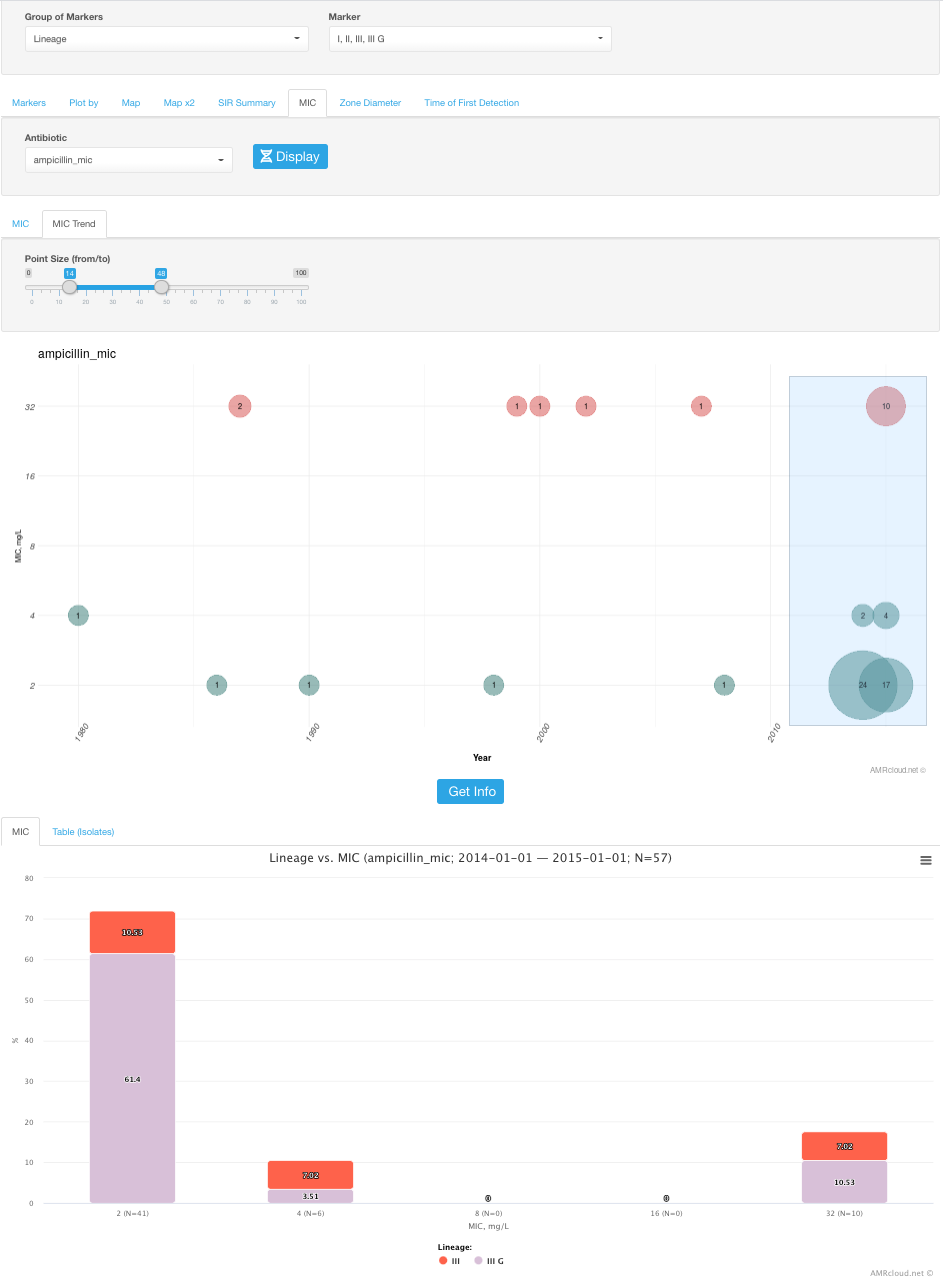 Group of Markers Marker
Lineage I, II, III, III G
Markers Plot by Map Map x2 SIR Summary MIC Zone Diameter Time of First Detection
Antibiotic
ampicillin_mic Display
MIC MIC Trend
Point Size (from/to)
0 14 48 100
0 10 20 30 40 50 60 70 80 90 100
ampicillin_mic
32 2 1 1 1 1 10
16
MIC, mg/L
8
4 1 2 4
2 1 1 1 1 24 17
1980 1990 2000 2010
Year
AMRcloud.net ©
Get Info
MIC Table (Isolates)
Lineage vs. MIC (ampicillin_mic; 2014-01-01 — 2015-01-01; N=57)
80
70
60
50
%
40
30
20
10
0
10.53
61.4
7.02
3.51
0
0
7.02
10.53
2 (N=41) 4 (N=6) 8 (N=0) 16 (N=0) 32 (N=10)
MIC, mg/L
Lineage:
III III G
AMRcloud.net ©